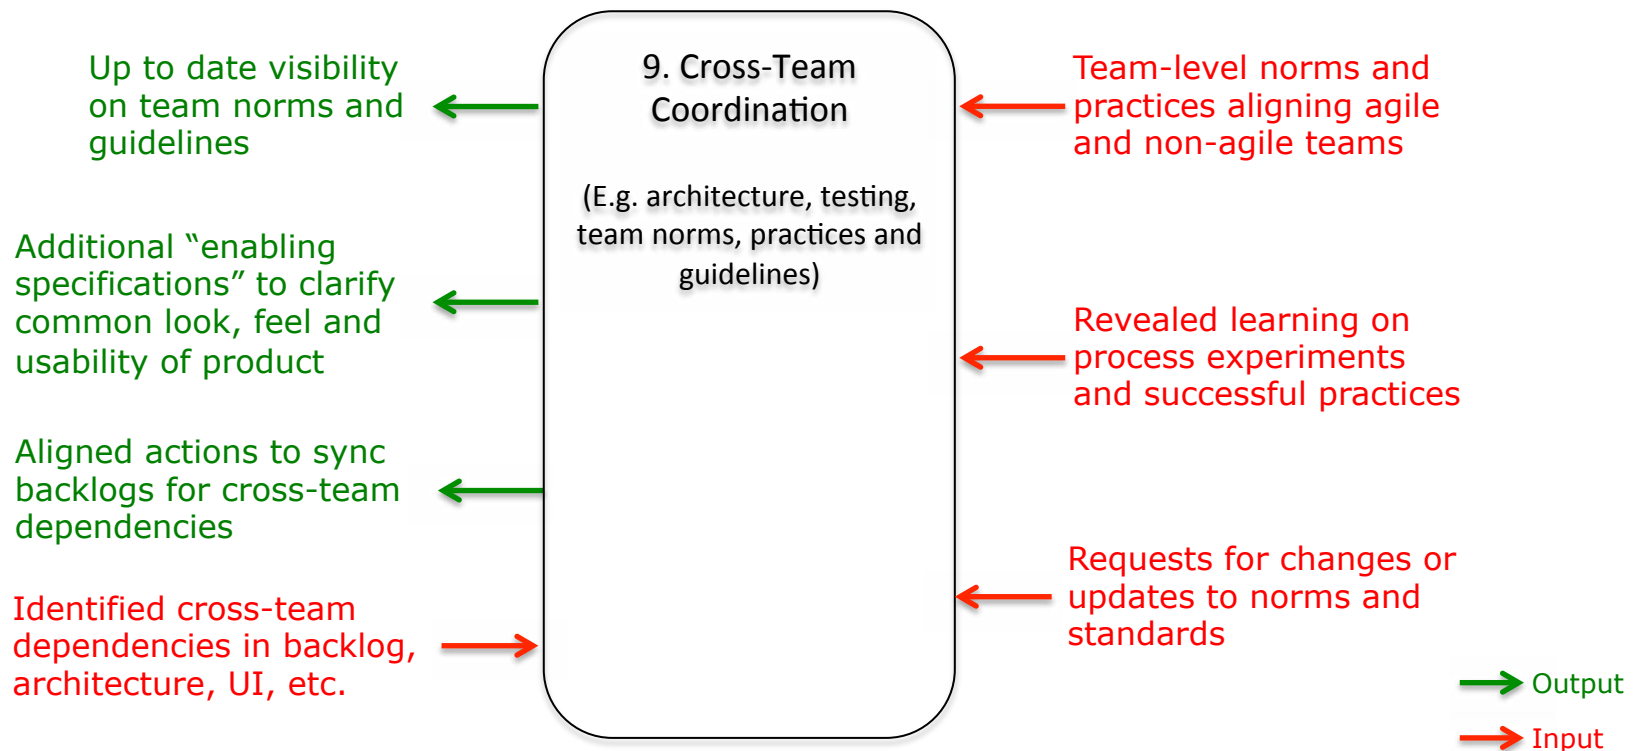 Up to date visibility
on team norms and
guidelines
Additional “enabling
specifications” to clarify
common look, feel and
usability of product
Aligned actions to sync
backlogs for cross-team
dependencies
Identified cross-team
dependencies in backlog,
architecture, UI, etc.
9. Cross-Team
Coordination
(E.g. architecture, testing,
team norms, practices and
guidelines)
Team-level norms and
practices aligning agile
and non-agile teams
Revealed learning on
process experiments
and successful practices
Requests for changes or
updates to norms and
standards
Output
Input